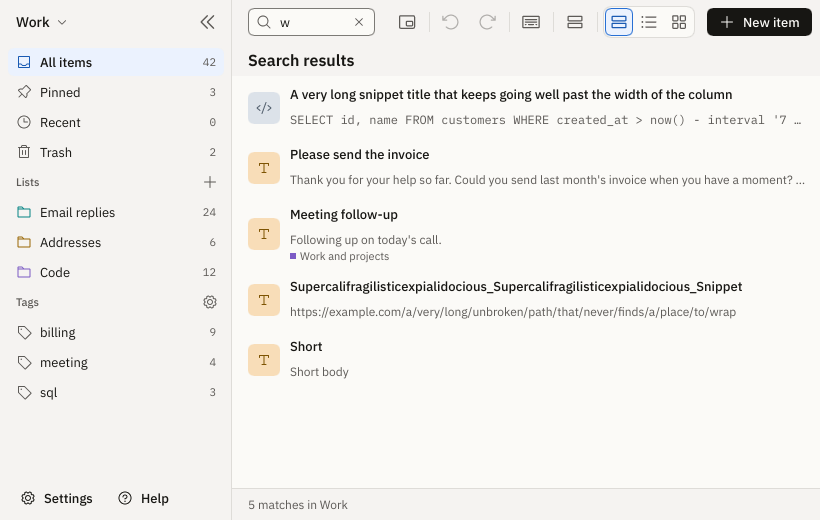 Work
w
New item
All items 42
Pinned 3
Recent 0
Trash 2
Lists
Email replies 24
Addresses 6
Code 12
Tags
billing 9
meeting 4
sql 3
Settings
Help
Search results
</>
A very long snippet title that keeps going well past the width of the column
SELECT id, name FROM customers WHERE created_at > now() - interval '7 …
T
Please send the invoice
Thank you for your help so far. Could you send last month's invoice when you have a moment? …
T
Meeting follow-up
Following up on today's call.
Work and projects
T
Supercalifragilisticexpialidocious_Supercalifragilisticexpialidocious_Snippet
https://example.com/a/very/long/unbroken/path/that/never/finds/a/place/to/wrap
T
Short
Short body
5 matches in Work